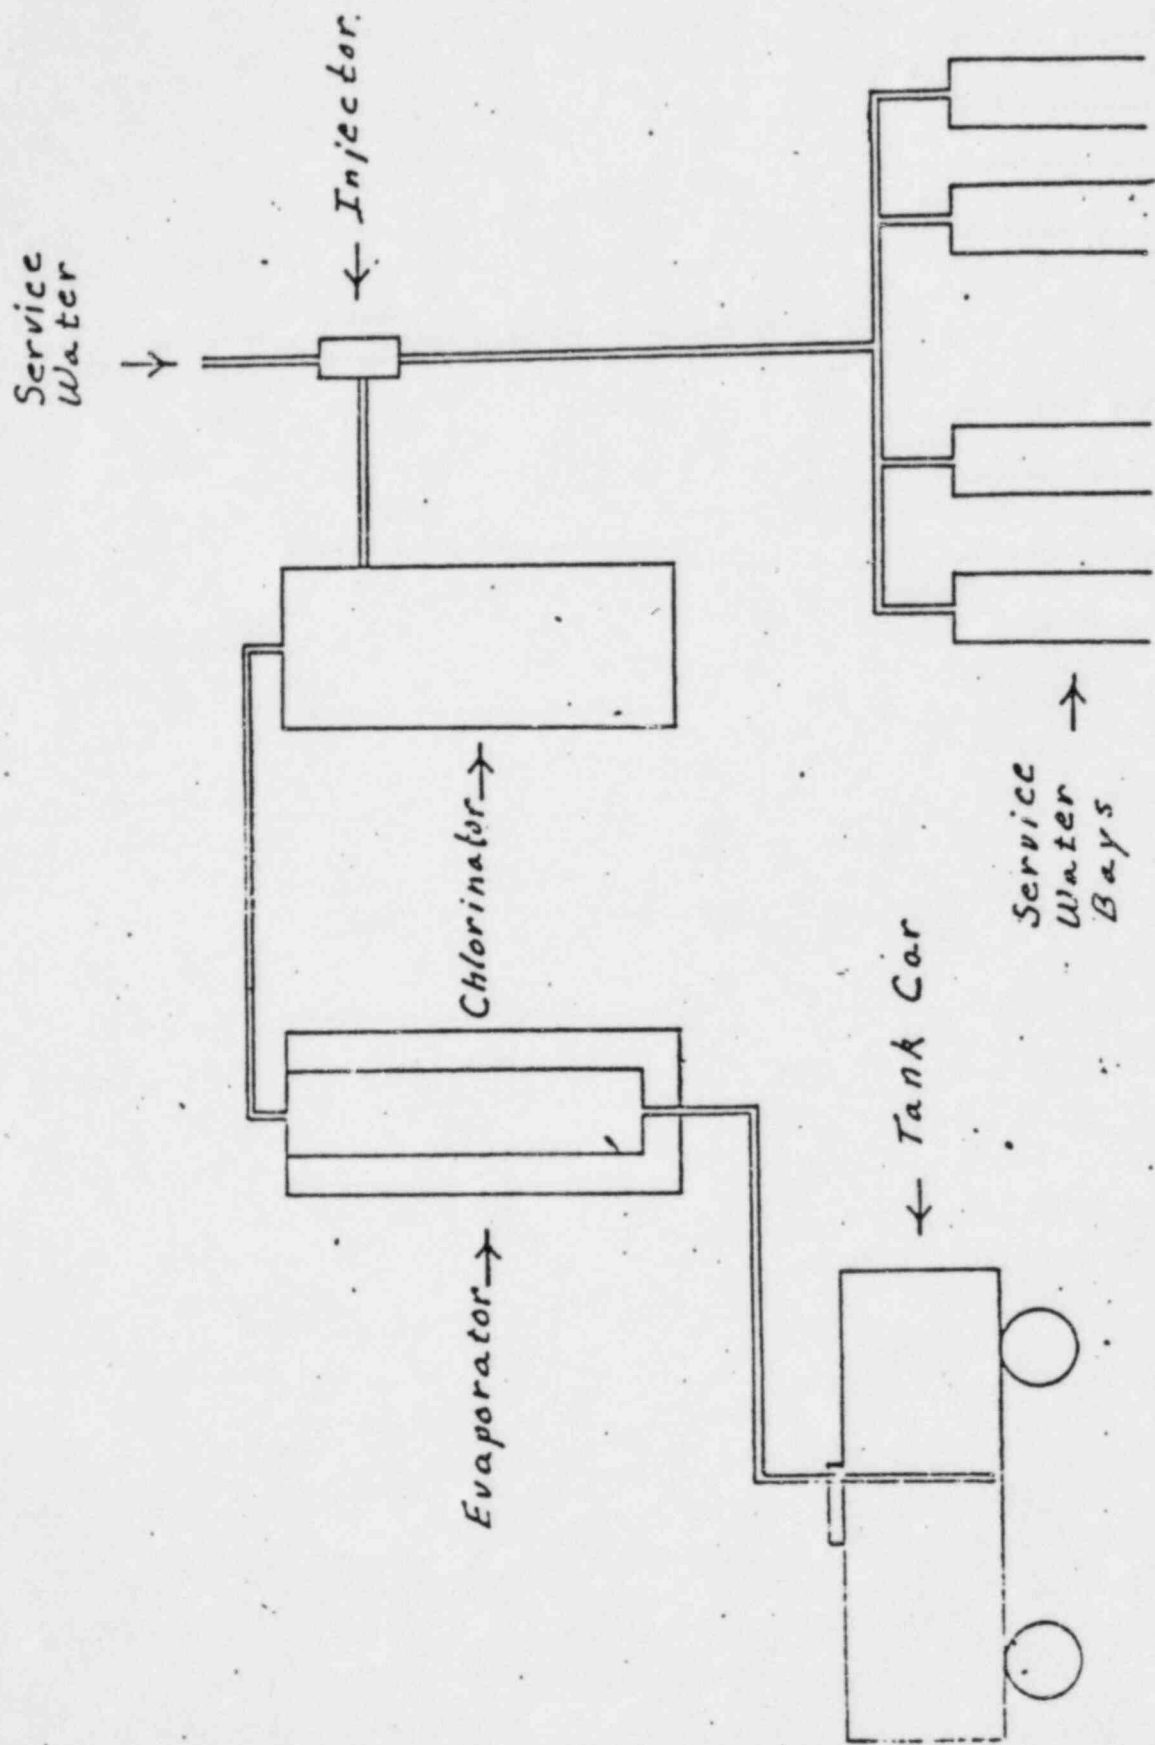 Service
Water
Injector.
Chlorinator
Evaporator
Tank Car
Service
Water
Bays